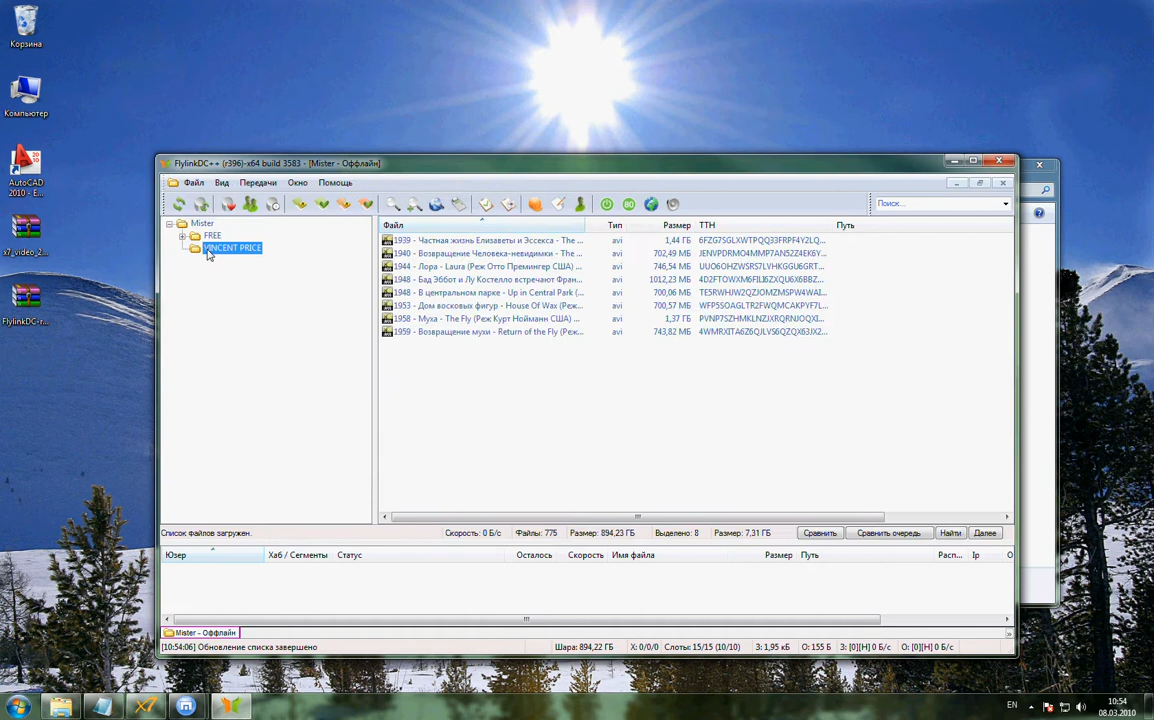 Корзина
Компьютер
AutoCAD
2010 - E...
x7_video_2...
FlylinkDC-r...
FlylinkDC++ (r396)-x64 build 3583 - [Mister - Оффлайн]
Файл Вид Передачи Окно Помощь
80
Поиск...
Mister
FREE
VINCENT PRICE
Файл Тип Размер TTH Путь
1939 - Частная жизнь Елизаветы и Эссекса - The ... avi 1,44 ГБ 6FZG7SGLXWTPQQ33FRPF4Y2LQ...
1940 - Возвращение Человека-невидимки - The ... avi 702,49 МБ JENVPDRMO4MMP7AN52Z4EK6Y...
1944 - Лора - Laura (Реж Отто Премингер США) ... avi 746,54 МБ UUO6OHZWSRS7LVHKGGU6GRT...
1948 - Бад Эббот и Лу Костелло встречают Фран... avi 1012,23 МБ 4D2FTOWXM6FILI6ZXQU6X6BBZ...
1948 - В центральном парке - Up in Central Park (... avi 700,06 МБ TE5RWHJW2QZJOMZM5PW4WAI...
1953 - Дом восковых фигур - House Of Wax (Реж... avi 700,57 МБ WFP5SOAGLTR2FWQMCAKPYF7L...
1958 - Муха - The Fly (Реж Курт Нойманн США) ... avi 1,37 ГБ PVNP7SZHMKLNZJXRQRNJOQXI...
1959 - Возвращение мухи - Return of the Fly (Реж... avi 743,82 МБ 4WMRXITA6Z6QJLVS6QZQX63JX2...
Список файлов загружен. Скорость: 0 Б/с Файлы: 775 Размер: 894,23 ГБ Выделено: 8 Размер: 7,31 ГБ Сравнить Сравнить очередь Найти Далее
Юзер Хаб / Сегменты Статус Осталось Скорость Имя файла Размер Путь Расп... Ip О
Mister - Оффлайн
[10:54:06] Обновление списка завершено Шара: 894,22 ГБ X: 0/0/0 Слоты: 15/15 (10/10) З: 1,95 кБ О: 155 Б З: [0][Н] 0 Б/с О: [0][Н] 0 Б/с
EN
10:54
08.03.2010